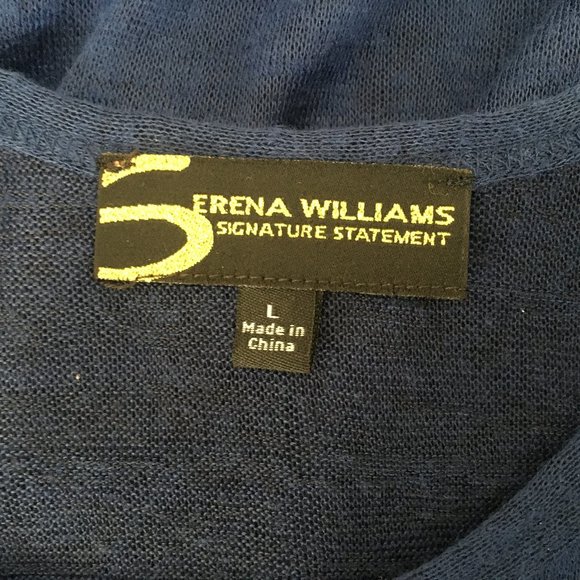 SERENA WILLIAMS
SIGNATURE STATEMENT
L
Made in
China